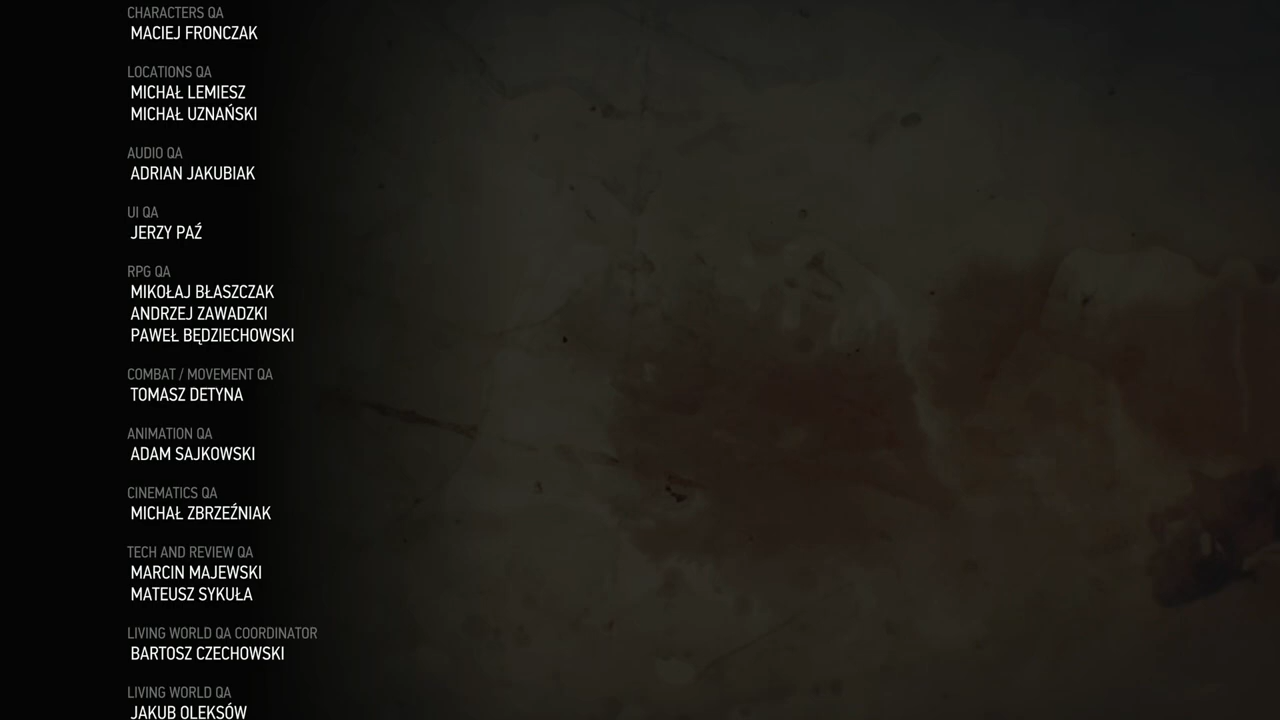 CHARACTERS QA
MACIEJ FRONCZAK
LOCATIONS QA
MICHAŁ LEMIESZ
MICHAŁ UZNAŃSKI
AUDIO QA
ADRIAN JAKUBIAK
UI QA
JERZY PAŹ
RPG QA
MIKOŁAJ BŁASZCZAK
ANDRZEJ ZAWADZKI
PAWEŁ BĘDZIECHOWSKI
COMBAT / MOVEMENT QA
TOMASZ DETYNA
ANIMATION QA
ADAM SAJKOWSKI
CINEMATICS QA
MICHAŁ ZBRZEŹNIAK
TECH AND REVIEW QA
MARCIN MAJEWSKI
MATEUSZ SYKUŁA
LIVING WORLD QA COORDINATOR
BARTOSZ CZECHOWSKI
LIVING WORLD QA
JAKUB OLEKSÓW